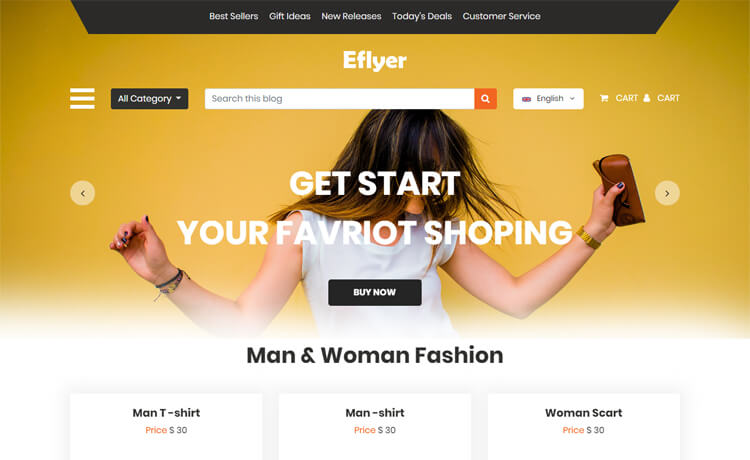 Best Sellers Gift Ideas New Releases Today's Deals Customer Service
Eflyer
All Category Search this blog English CART CART
GET START
YOUR FAVRIOT SHOPING
BUY NOW
Man & Woman Fashion
Man T -shirt Man -shirt Woman Scart
Price $ 30 Price $ 30 Price $ 30